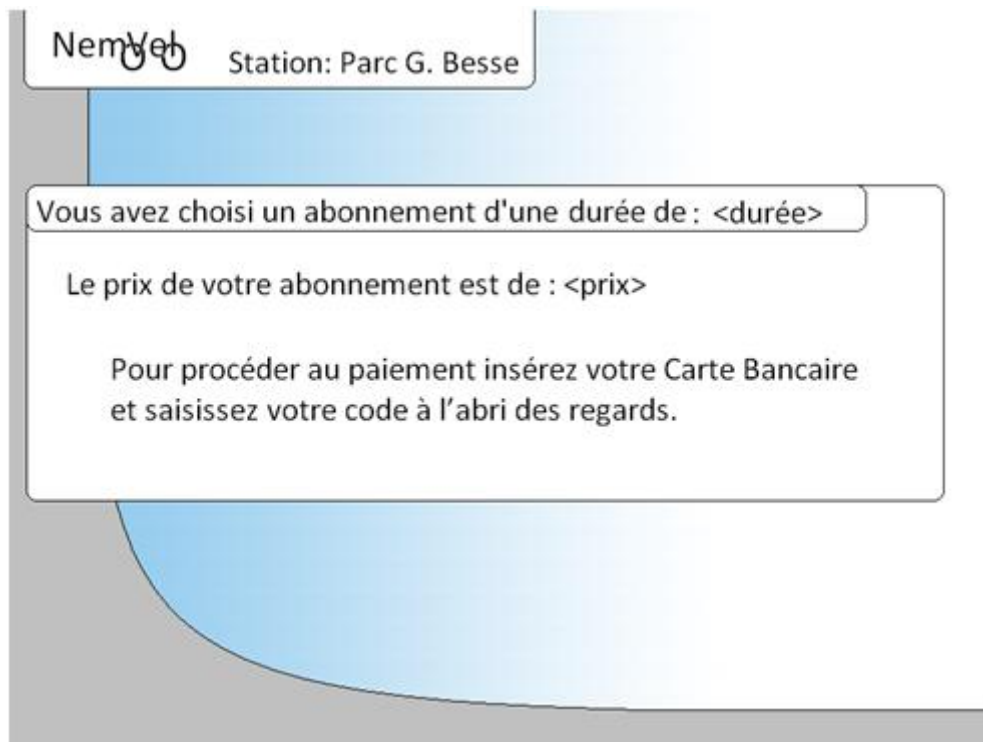 NemVelo
Station: Parc G. Besse
Vous avez choisi un abonnement d'une durée de : <durée>
Le prix de votre abonnement est de : <prix>
Pour procéder au paiement insérez votre Carte Bancaire
et saisissez votre code à l’abri des regards.